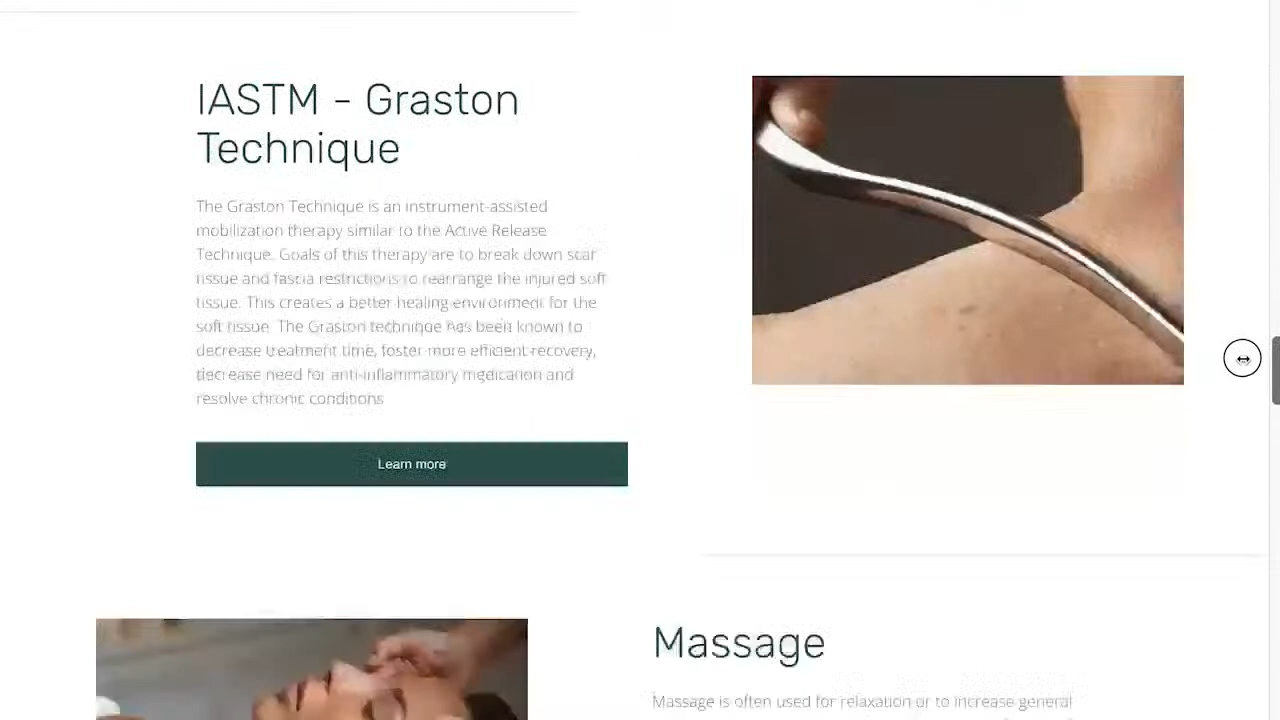 IASTM - Graston
Technique
The Graston Technique is an instrument-assisted
mobilization therapy similar to the Active Release
Technique. Goals of this therapy are to break down scar
tissue and fascia restrictions to rearrange the injured soft
tissue. This creates a better healing environment for the
soft tissue. The Graston technique has been known to
decrease treatment time, foster more efficient recovery,
decrease need for anti-inflammatory medication and
resolve chronic conditions
Learn more
Massage
Massage is often used for relaxation or to increase general